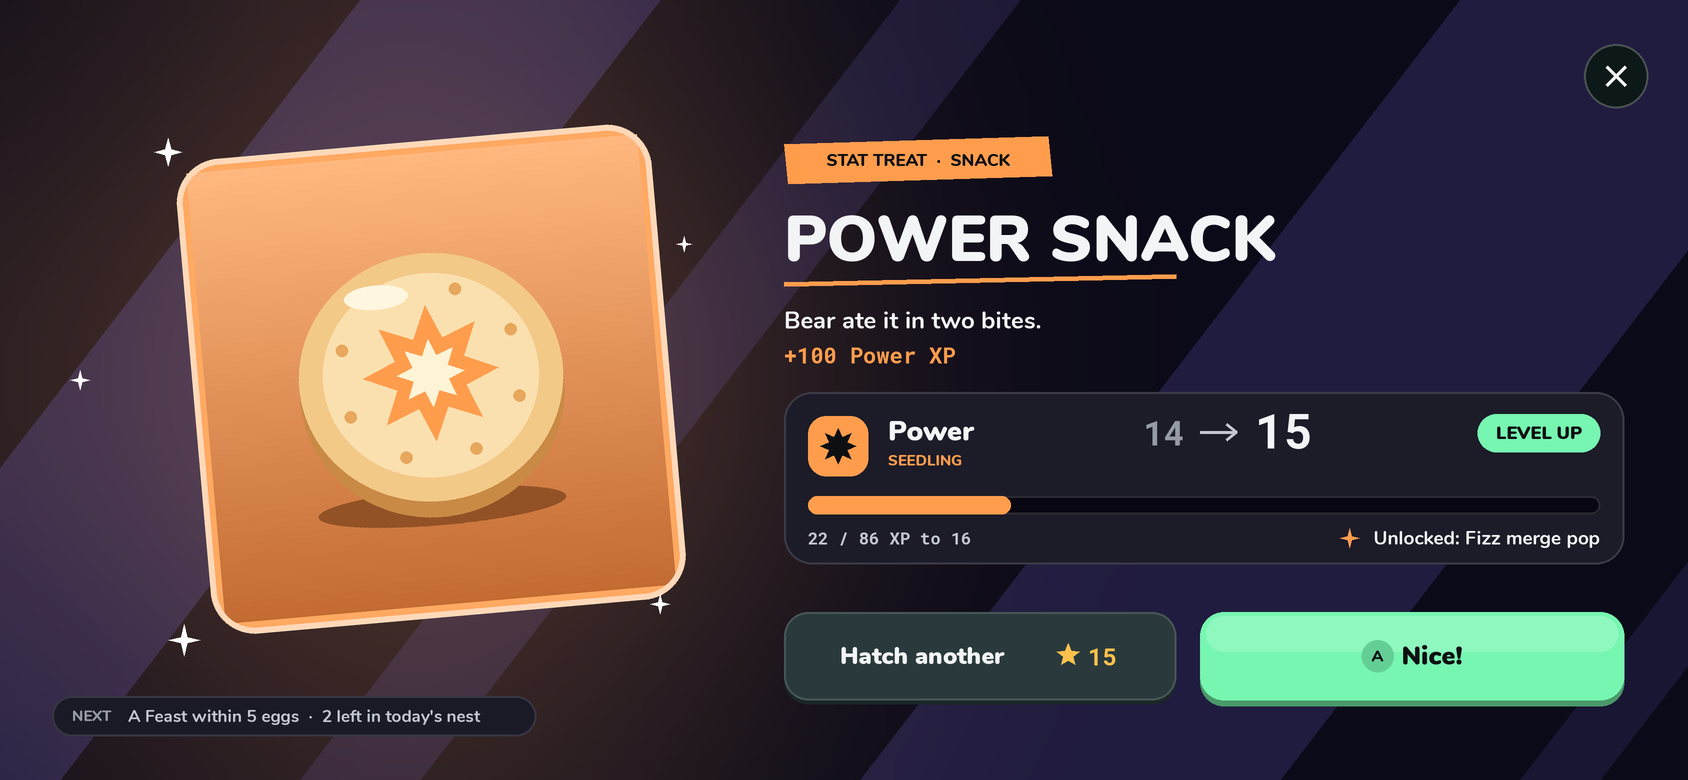 STAT TREAT · SNACK
POWER SNACK
Bear ate it in two bites.
+100 Power XP
Power
SEEDLING
14 → 15
LEVEL UP
22 / 86 XP to 16
Unlocked: Fizz merge pop
Hatch another ★ 15
A Nice!
NEXT A Feast within 5 eggs · 2 left in today's nest